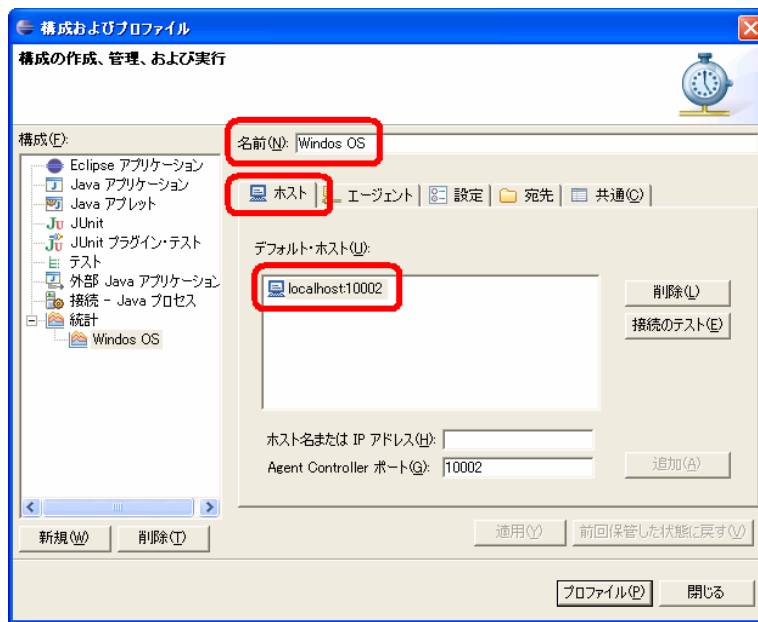 構成およびプロファイル
構成の作成、管理、および実行
構成(F):
Eclipse アプリケーション
Java アプリケーション
Java アプレット
JUnit
JUnit プラグイン・テスト
テスト
外部 Java アプリケーション
接続 - Java プロセス
統計
Windos OS
新規(W) 削除(T)
名前(N): Windos OS
ホスト エージェント 設定 宛先 共通(C)
デフォルト・ホスト(U):
localhost:10002
削除(L)
接続のテスト(E)
ホスト名または IP アドレス(H):
Agent Controller ポート(G): 10002
追加(A)
適用(Y) 前回保管した状態に戻す(V)
プロファイル(P) 閉じる